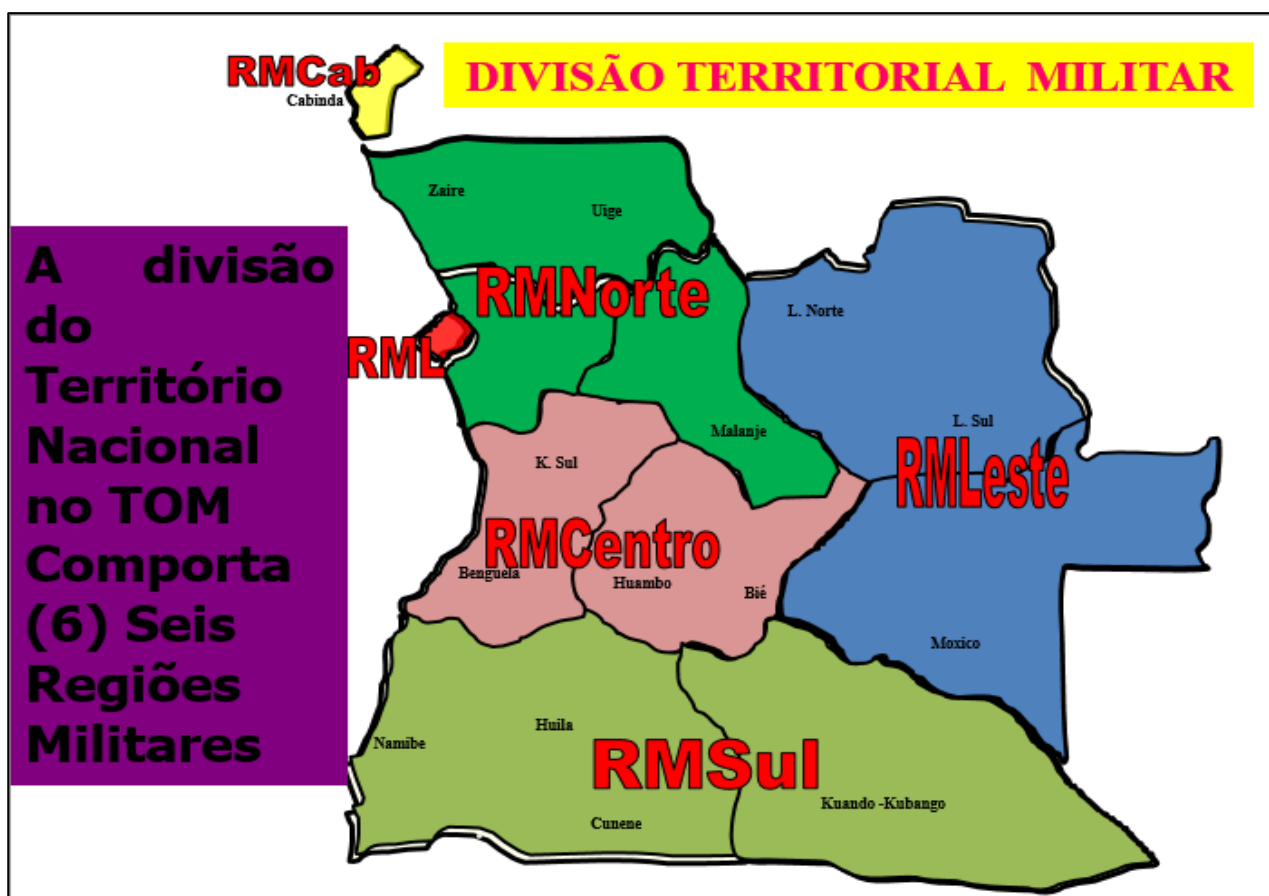 RMCab
Cabinda
DIVISÃO TERRITORIAL MILITAR
A divisão
do
Território
Nacional
no TOM
Comporta
(6) Seis
Regiões
Militares
Zaire
Uige
RMNorte
L. Norte
RML
L. Sul
Malanje
K. Sul
RMLeste
RMCentro
Benguela
Huambo
Bié
Moxico
Huila
Namibe
RMSul
Kuando -Kubango
Cunene